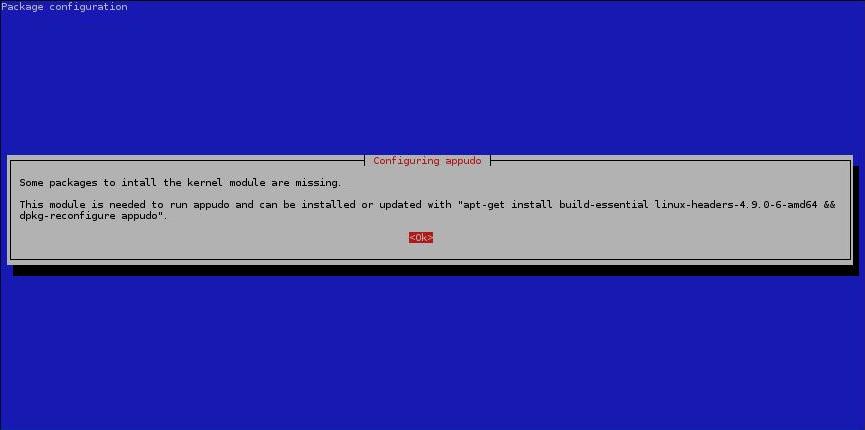 Package configuration
Configuring appudo
Some packages to intall the kernel module are missing.
This module is needed to run appudo and can be installed or updated with "apt-get install build-essential linux-headers-4.9.0-6-amd64 &&
dpkg-reconfigure appudo".
<Ok>